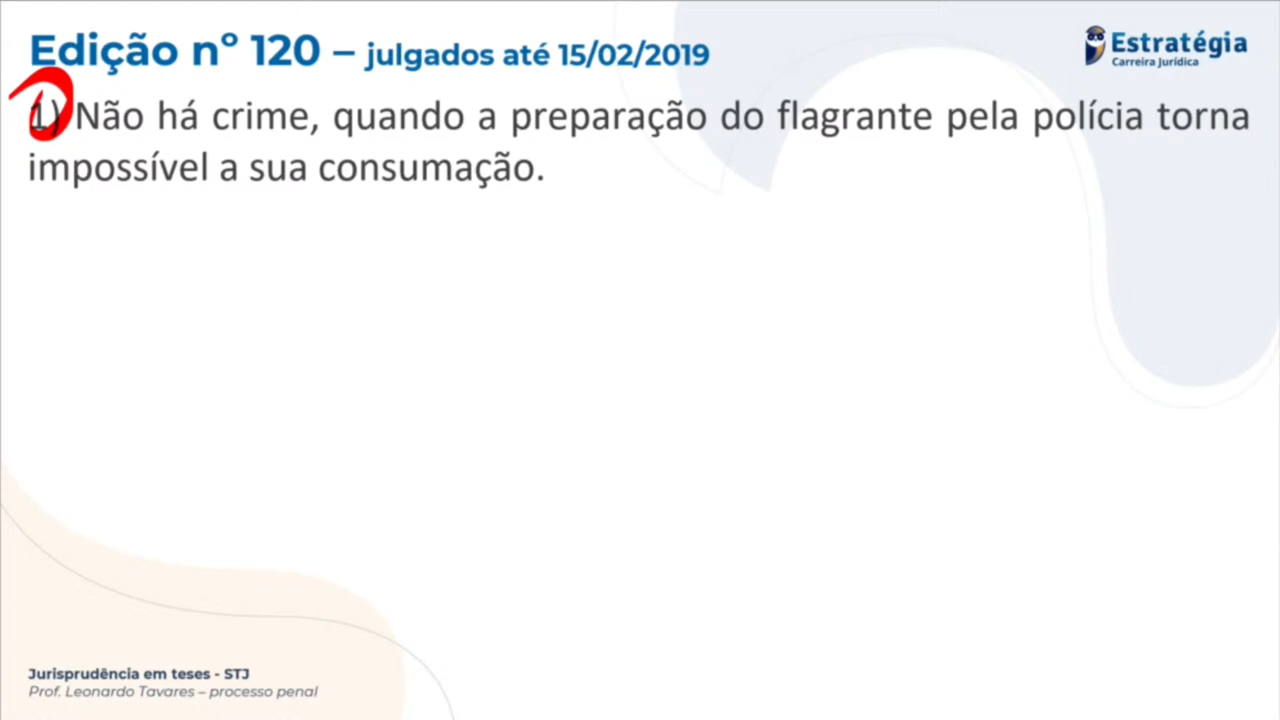 Edição nº 120 – julgados até 15/02/2019
Estratégia
Carreira Jurídica
1) Não há crime, quando a preparação do flagrante pela polícia torna
impossível a sua consumação.
Jurisprudência em teses - STJ
Prof. Leonardo Tavares – processo penal